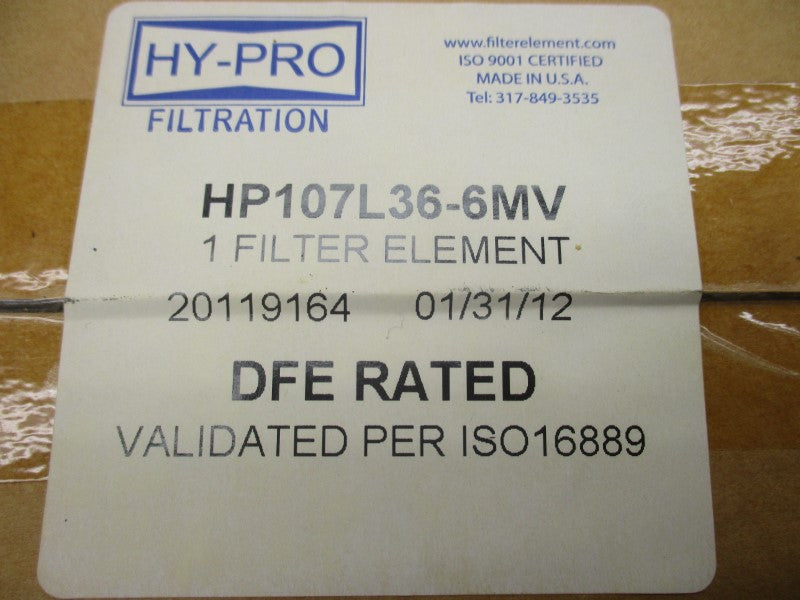 HY-PRO
FILTRATION
www.filterelement.com
ISO 9001 CERTIFIED
MADE IN U.S.A.
Tel: 317-849-3535
HP107L36-6MV
1 FILTER ELEMENT
20119164 01/31/12
DFE RATED
VALIDATED PER ISO16889